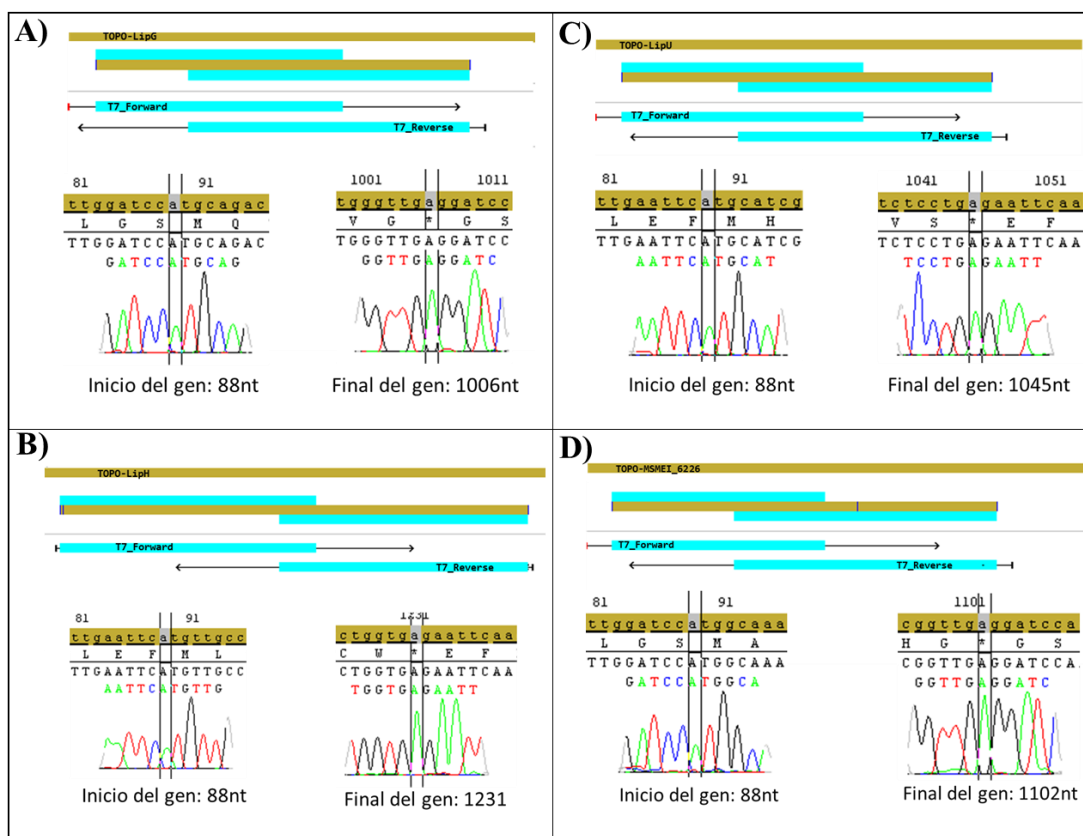 A)
TOPO-LipG
T7_Forward
T7_Reverse
81 91
ttggatccatgcagac
L G S M Q
TTGGATCCATGCAGAC
GATCCATGCAG
Inicio del gen: 88nt
1001 1011
tgggttgaggatcc
V G * G S
TGGGTTGAGGATCC
GGTTGAGGATC
Final del gen: 1006nt
C)
TOPO-LipU
T7_Forward
T7_Reverse
81 91
ttgaattcatgcatcg
L E F M H
TTGAATTCATGCATCG
AATTCATGCAT
Inicio del gen: 88nt
1041 1051
tctcctgagaattcaa
V S * E F
TCTCCTGAGAATTCAA
TCCTGAGAATT
Final del gen: 1045nt
B)
TOPO-LipH
T7_Forward
T7_Reverse
81 91
ttgaattcatgttgcc
L E F M L
TTGAATTCATGTTGCC
AATTCATGTTG
Inicio del gen: 88nt
1231
ctggtgagaattcaa
C W * E F
CTGGTGAGAATTCAA
TGGTGAGAATT
Final del gen: 1231
D)
TOPO-MSMEI_6226
T7_Forward
T7_Reverse
81 91
ttggatccatggcaaa
L G S M A
TTGGATCCATGGCAAA
GATCCATGGCA
Inicio del gen: 88nt
1101
cggttgaggatcca
H G * G S
CGGTTGAGGATCCA
GGTTGAGGATC
Final del gen: 1102nt